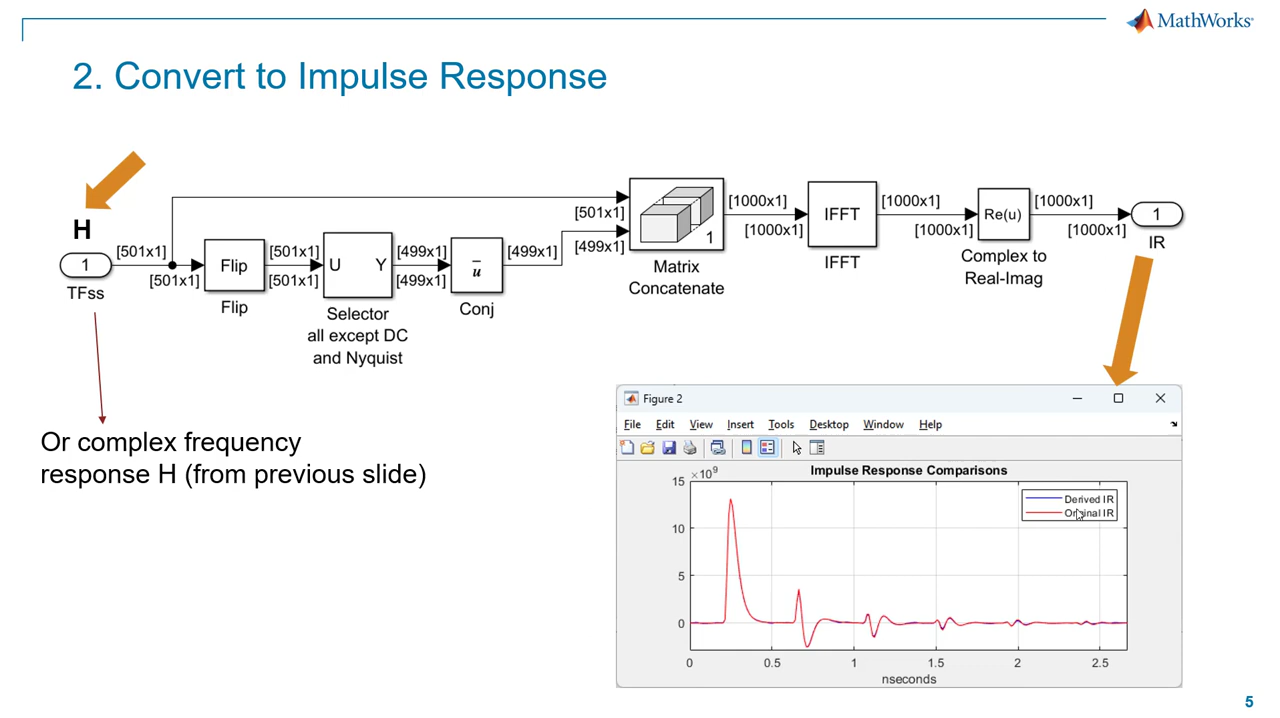 MathWorks®
2. Convert to Impulse Response
H
1
TFss
[501x1]
[501x1]
Flip
Flip
[501x1]
[501x1]
U Y
Selector
all except DC
and Nyquist
[499x1]
[499x1]
u
Conj
[499x1]
[501x1]
[499x1]
1
Matrix
Concatenate
[1000x1]
[1000x1]
IFFT
IFFT
[1000x1]
[1000x1]
Re(u)
Complex to
Real-Imag
[1000x1]
[1000x1]
1
IR
Or complex frequency
response H (from previous slide)
Figure 2
File Edit View Insert Tools Desktop Window Help
Impulse Response Comparisons
×10⁹
15
10
5
0
Derived IR
Original IR
0 0.5 1 1.5 2 2.5
nseconds
5